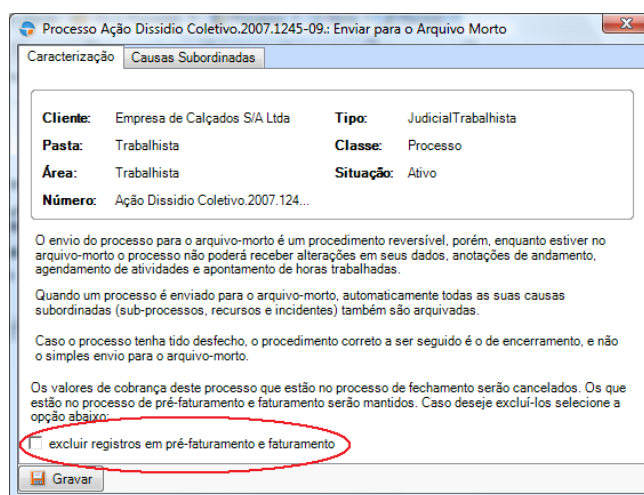 Processo Ação Dissidio Coletivo.2007.1245-09.: Enviar para o Arquivo Morto
Caracterização Causas Subordinadas
Cliente: Empresa de Calçados S/A Ltda Tipo: JudicialTrabalhista
Pasta: Trabalhista Classe: Processo
Área: Trabalhista Situação: Ativo
Número: Ação Dissidio Coletivo.2007.124...
O envio do processo para o arquivo-morto é um procedimento reversível, porém, enquanto estiver no
arquivo-morto o processo não poderá receber alterações em seus dados, anotações de andamento,
agendamento de atividades e apontamento de horas trabalhadas.
Quando um processo é enviado para o arquivo-morto, automaticamente todas as suas causas
subordinadas (sub-processos, recursos e incidentes) também são arquivadas.
Caso o processo tenha tido desfecho, o procedimento correto a ser seguido é o de encerramento, e não
o simples envio para o arquivo-morto.
Os valores de cobrança deste processo que estão no processo de fechamento serão cancelados. Os que
estão no processo de pré-faturamento e faturamento serão mantidos. Caso deseje excluí-los selecione a
opção abaixo:
excluir registros em pré-faturamento e faturamento
Gravar